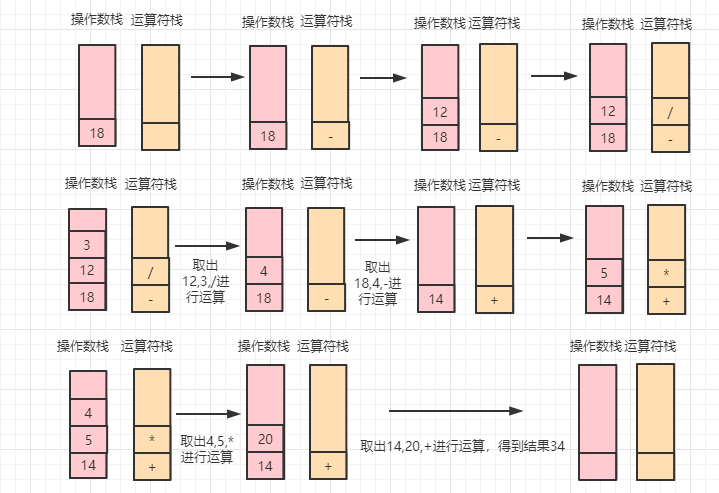 操作数栈 运算符栈 操作数栈 运算符栈 操作数栈 运算符栈 操作数栈 运算符栈
12 12 /
18 18 - 18 - 18 -
操作数栈 运算符栈 操作数栈 运算符栈 操作数栈 运算符栈 操作数栈 运算符栈
3
12 / 4 5 *
18 - 18 - 14 + 14 +
取出
12,3,/进
行运算
取出
18,4,-进
行运算
操作数栈 运算符栈 操作数栈 运算符栈 操作数栈 运算符栈
4
5 * 20
14 + 14 +
取出4,5,*
进行运算
取出14,20,+进行运算，得到结果34